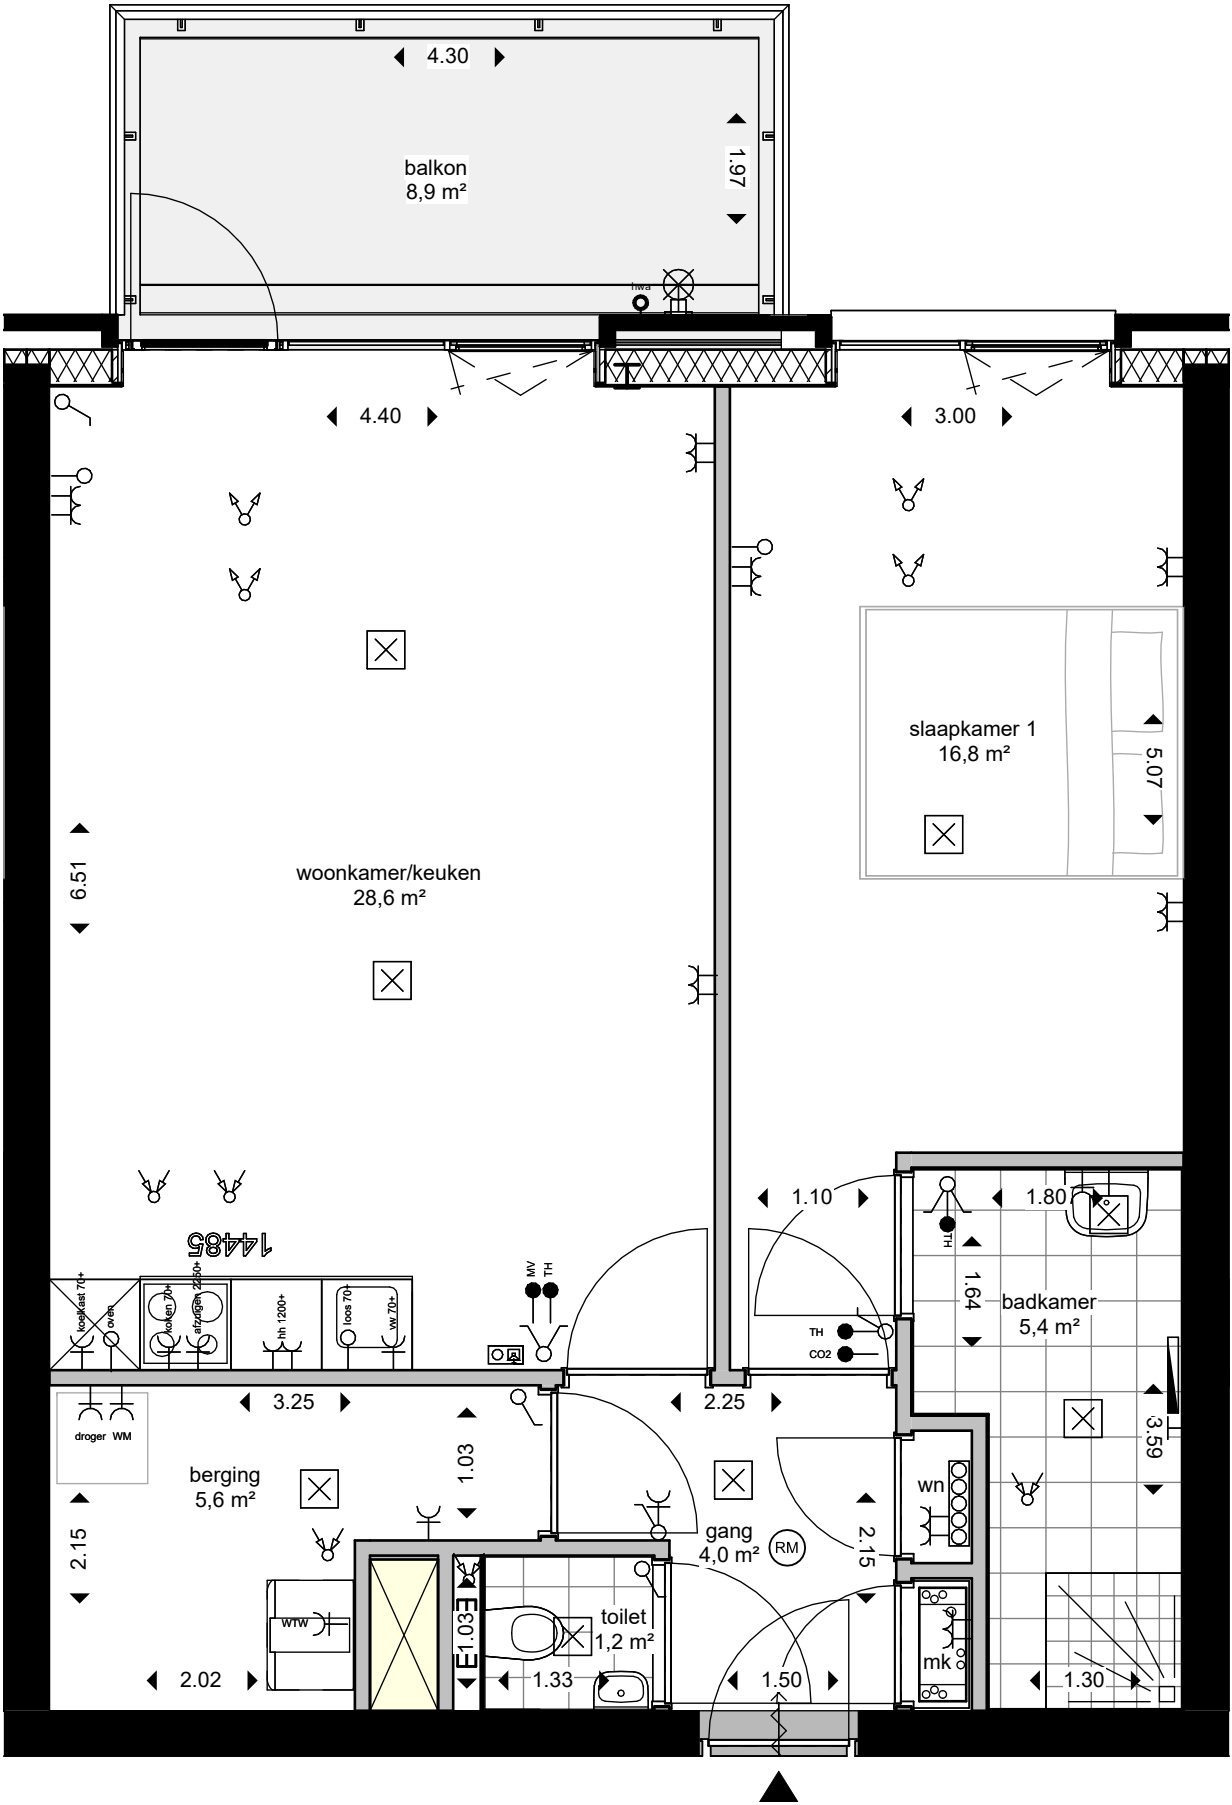 4.30
1.97
balkon
8,9 m²
hwa
4.40
3.00
slaapkamer 1
16,8 m²
5.07
6.51
woonkamer/keuken
28,6 m²
1.10
1.80
TH
14485
MV
TH
1.64
badkamer
5,4 m²
koelkast 70+
oven
koken 70+
afzuigen 2250+
hh 1200+
loos 70+
vw 70+
TH
CO2
3.25
2.25
3.59
droger
WM
1.03
berging
5,6 m²
wn
2.15
gang
4,0 m²
RM
2.15
WTW
1.03
toilet
1,2 m²
mk
2.02
1.33
1.50
1.30